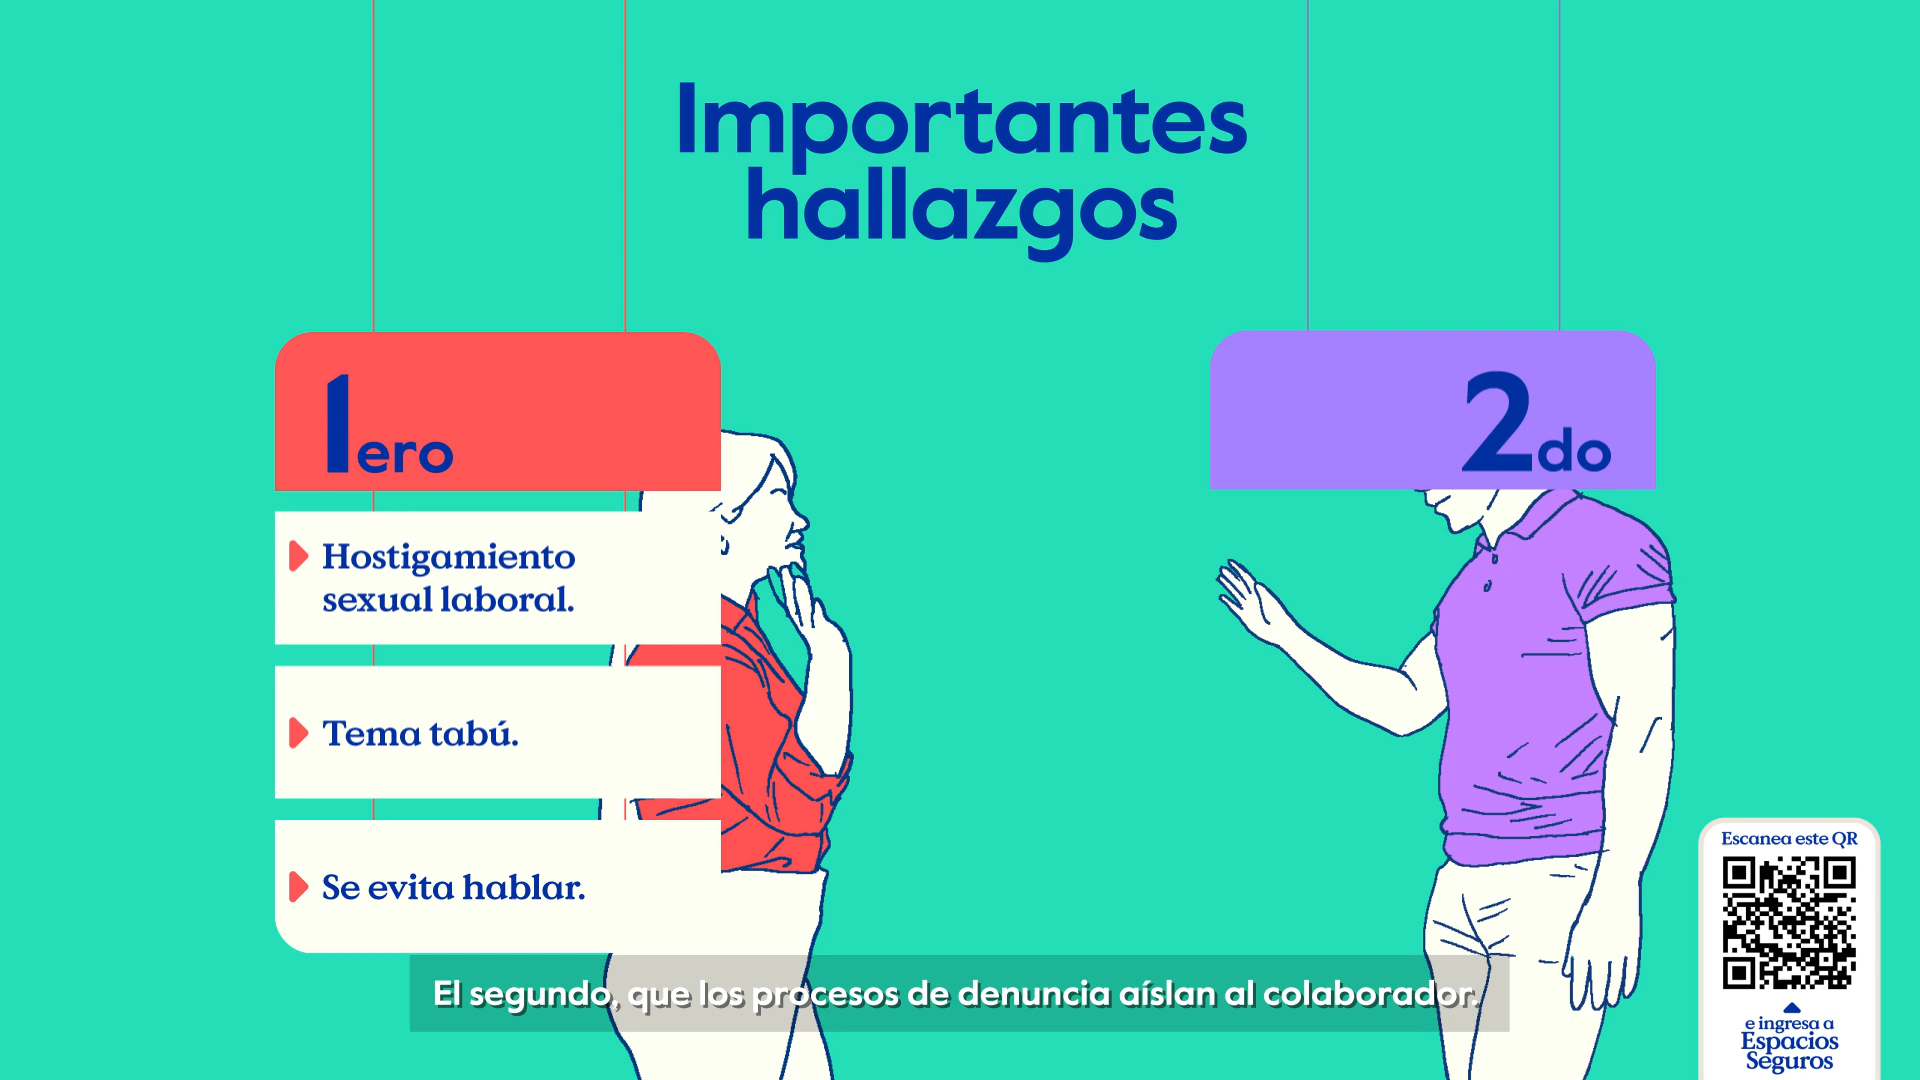 Importantes
hallazgos
1ero
Hostigamiento
sexual laboral.
Tema tabú.
Se evita hablar.
2do
El segundo, que los procesos de denuncia aíslan al colaborador.
Escanea este QR
e ingresa a
Espacios
Seguros